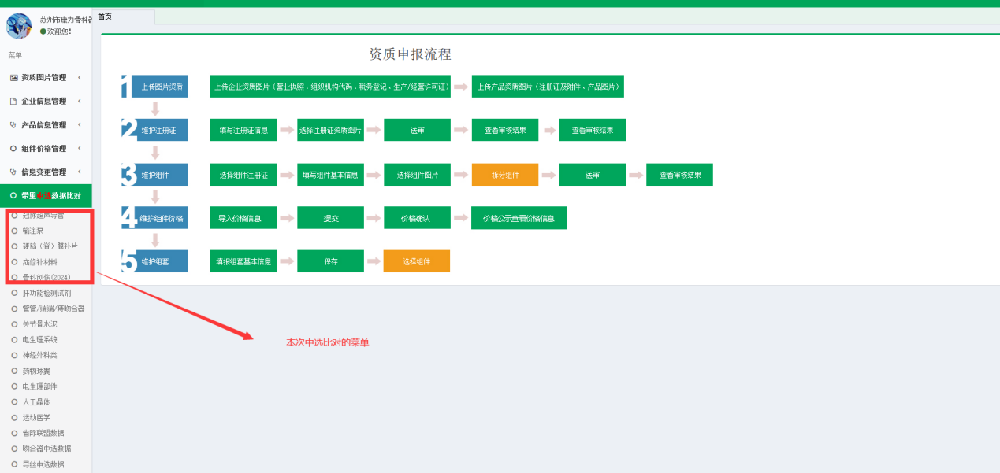 苏州市康力骨科器
欢迎您!
菜单
资质图片管理
企业信息管理
产品信息管理
组件价格管理
信息变更管理
带量中选数据比对
冠脉超声导管
输注泵
硬脑（脊）膜补片
疝修补材料
骨科创伤(2024)
肝功能检测试剂
管管/端端/痔吻合器
关节骨水泥
电生理系统
神经外科类
药物球囊
电生理部件
人工晶体
运动医学
省际联盟数据
吻合器中选数据
导丝中选数据
首页
资质申报流程
1 上传图片资质 上传企业资质图片（营业执照、组织机构代码、税务登记、生产/经营许可证） 上传产品资质图片（注册证及附件、产品图片）
2 维护注册证 填写注册证信息 选择注册证资质图片 送审 查看审核结果 查看审核结果
3 维护组件 选择组件注册证 填写组件基本信息 选择组件图片 拆分组件 送审 查看审核结果
4 维护组件价格 导入价格信息 提交 价格确认 价格公示查看价格信息
5 维护组套 填报组套基本信息 保存 选择组件
本次中选比对的菜单